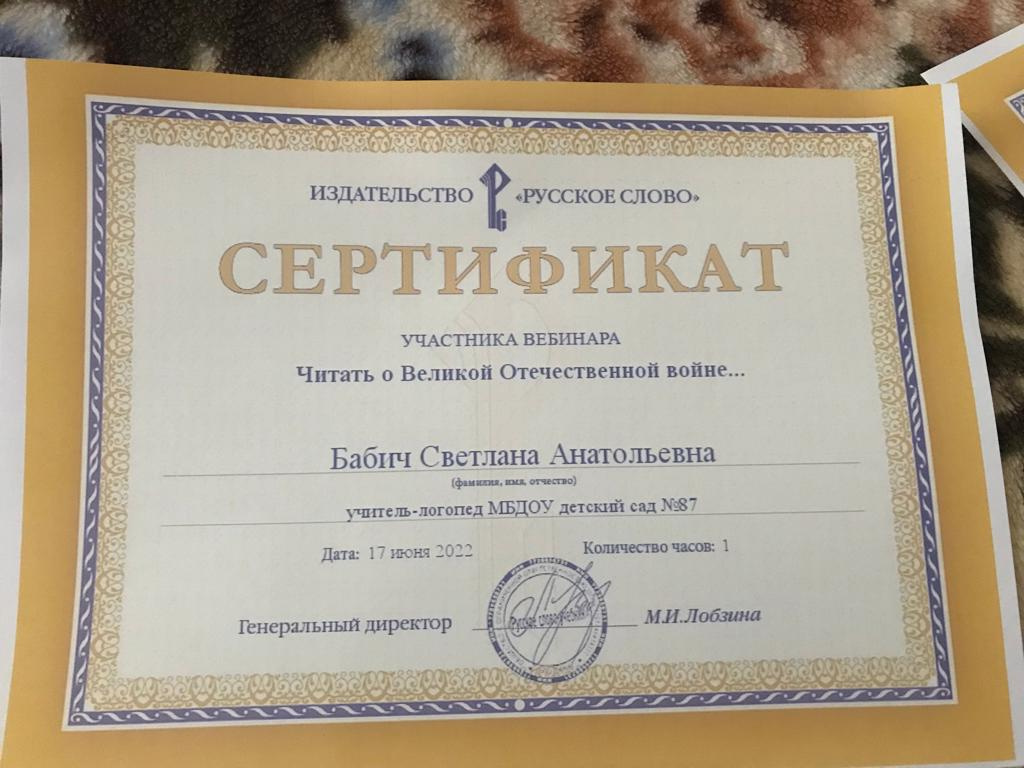 ИЗДАТЕЛЬСТВО «РУССКОЕ СЛОВО»
СЕРТИФИКАТ
УЧАСТНИКА ВЕБИНАРА
Читать о Великой Отечественной войне...
Бабич Светлана Анатольевна
(фамилия, имя, отчество)
учитель-логопед МБДОУ детский сад №87
Дата: 17 июня 2022 Количество часов: 1
Генеральный директор М.И.Лобзина